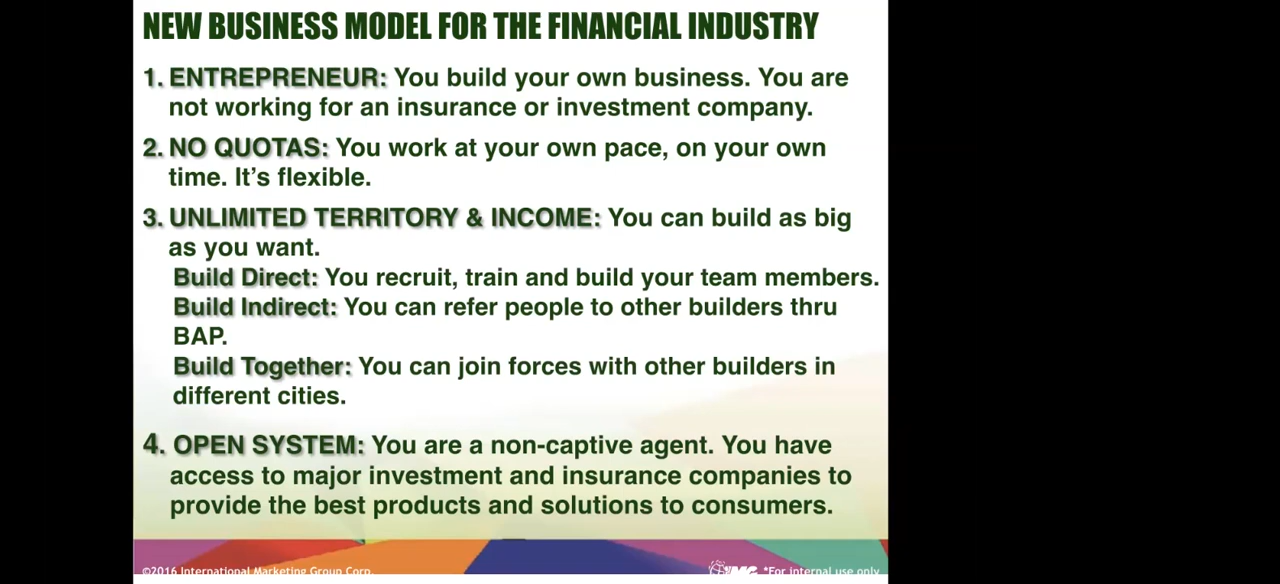 NEW BUSINESS MODEL FOR THE FINANCIAL INDUSTRY
1. ENTREPRENEUR: You build your own business. You are
not working for an insurance or investment company.
2. NO QUOTAS: You work at your own pace, on your own
time. It’s flexible.
3. UNLIMITED TERRITORY & INCOME: You can build as big
as you want.
Build Direct: You recruit, train and build your team members.
Build Indirect: You can refer people to other builders thru
BAP.
Build Together: You can join forces with other builders in
different cities.
4. OPEN SYSTEM: You are a non-captive agent. You have
access to major investment and insurance companies to
provide the best products and solutions to consumers.
©2016 International Marketing Group Corp. *For internal use only